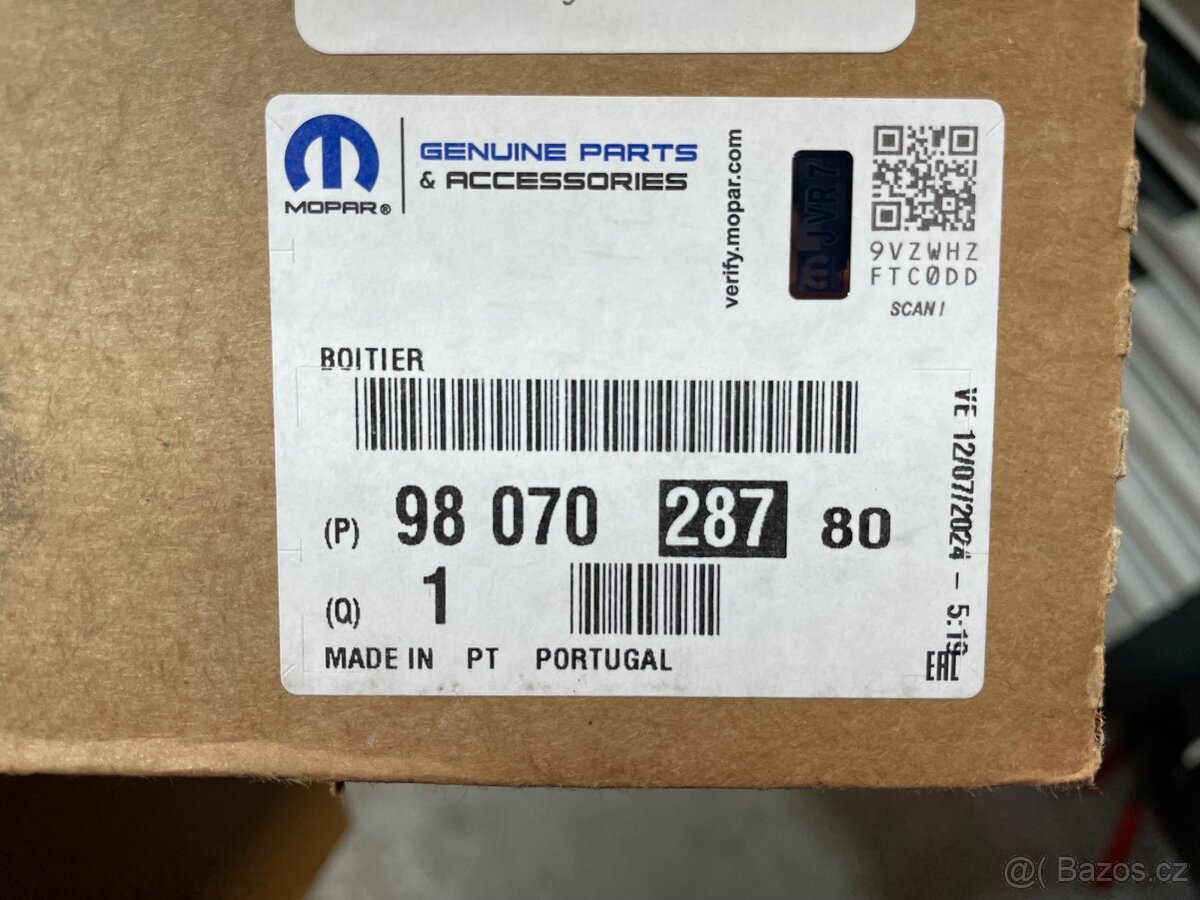 GENUINE PARTS
& ACCESSORIES
MOPAR®
verify.mopar.com
JVR7
9VZWHZ
FTC0DD
SCAN!
BOITIER
(P) 98 070 287 80
(Q) 1
MADE IN PT PORTUGAL
VE 12/07/2024 - 5:19
EAC
@( Bazos.cz